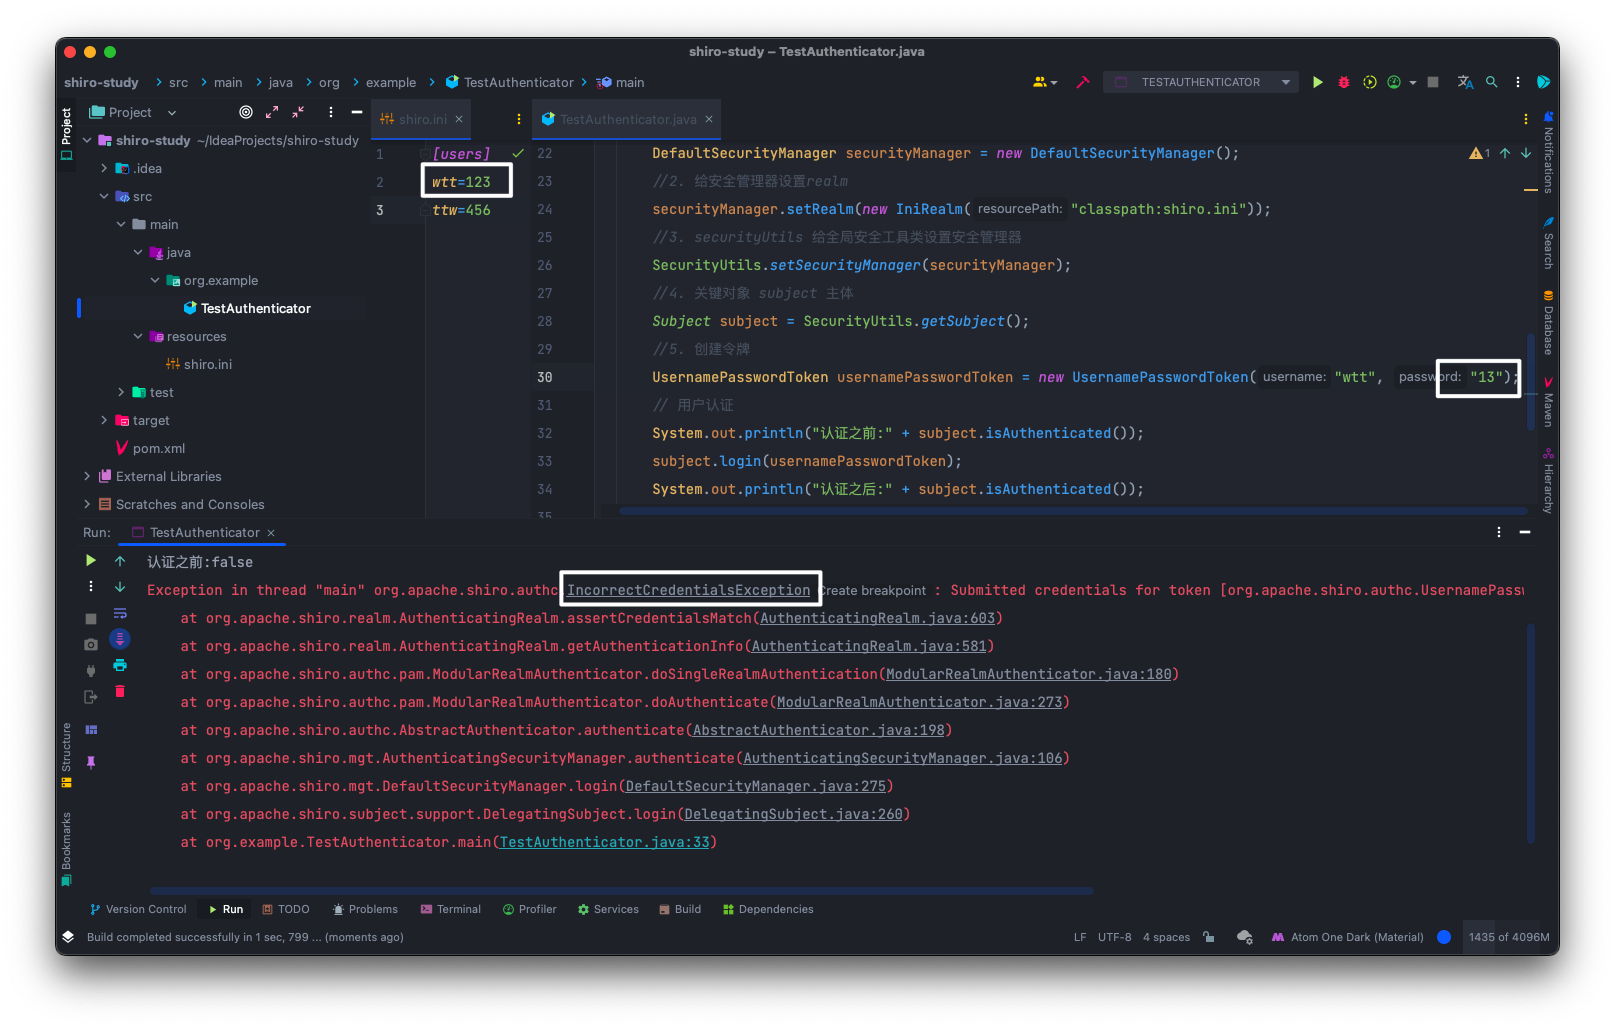 shiro-study – TestAuthenticator.java
shiro-study > src > main > java > org > example > TestAuthenticator > main
TESTAUTHENTICATOR
Project
Project
shiro.ini
TestAuthenticator.java
shiro-study ~/IdeaProjects/shiro-study
.idea
src
main
java
org.example
TestAuthenticator
resources
shiro.ini
test
target
pom.xml
External Libraries
Scratches and Consoles
1 [users]
2 wtt=123
3 ttw=456
22 DefaultSecurityManager securityManager = new DefaultSecurityManager();
23 //2. 给安全管理器设置realm
24 securityManager.setRealm(new IniRealm( resourcePath: "classpath:shiro.ini"));
25 //3. securityUtils 给全局安全工具类设置安全管理器
26 SecurityUtils.setSecurityManager(securityManager);
27 //4. 关键对象 subject 主体
28 Subject subject = SecurityUtils.getSubject();
29 //5. 创建令牌
30 UsernamePasswordToken usernamePasswordToken = new UsernamePasswordToken( username: "wtt", password: "13");
31 // 用户认证
32 System.out.println("认证之前:" + subject.isAuthenticated());
33 subject.login(usernamePasswordToken);
34 System.out.println("认证之后:" + subject.isAuthenticated());
35
1
Notifications
Search
Database
Maven
Hierarchy
Run: TestAuthenticator
认证之前:false
Exception in thread "main" org.apache.shiro.authc IncorrectCredentialsException Create breakpoint : Submitted credentials for token [org.apache.shiro.authc.UsernamePassw
at org.apache.shiro.realm.AuthenticatingRealm.assertCredentialsMatch(AuthenticatingRealm.java:603)
at org.apache.shiro.realm.AuthenticatingRealm.getAuthenticationInfo(AuthenticatingRealm.java:581)
at org.apache.shiro.authc.pam.ModularRealmAuthenticator.doSingleRealmAuthentication(ModularRealmAuthenticator.java:180)
at org.apache.shiro.authc.pam.ModularRealmAuthenticator.doAuthenticate(ModularRealmAuthenticator.java:273)
at org.apache.shiro.authc.AbstractAuthenticator.authenticate(AbstractAuthenticator.java:198)
at org.apache.shiro.mgt.AuthenticatingSecurityManager.authenticate(AuthenticatingSecurityManager.java:106)
at org.apache.shiro.mgt.DefaultSecurityManager.login(DefaultSecurityManager.java:275)
at org.apache.shiro.subject.support.DelegatingSubject.login(DelegatingSubject.java:260)
at org.example.TestAuthenticator.main(TestAuthenticator.java:33)
Structure
Bookmarks
Version Control Run TODO Problems Terminal Profiler Services Build Dependencies
Build completed successfully in 1 sec, 799 ... (moments ago)
LF UTF-8 4 spaces Atom One Dark (Material) 1435 of 4096M